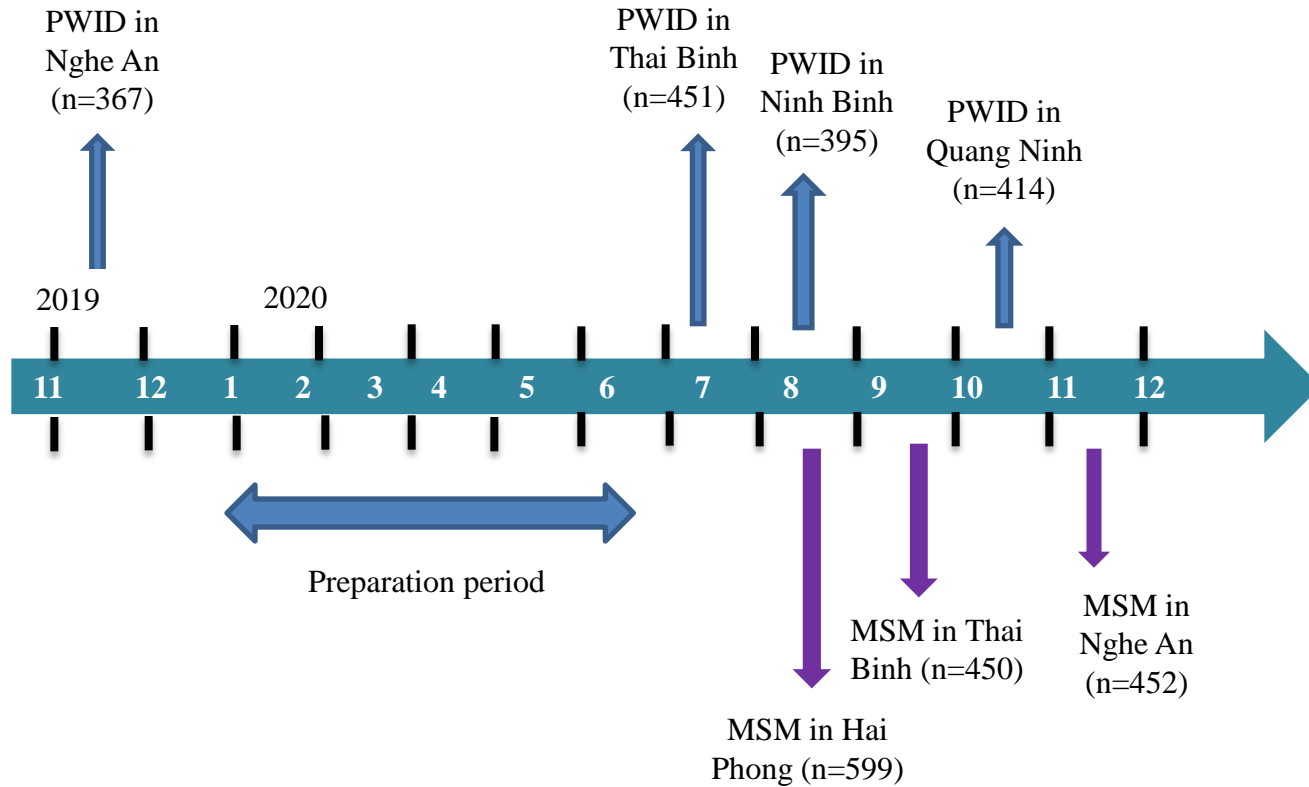 PWID in
Nghe An
(n=367)
PWID in
Thai Binh
(n=451)
PWID in
Ninh Binh
(n=395)
PWID in
Quang Ninh
(n=414)
2019
2020
11 12 1 2 3 4 5 6 7 8 9 10 11 12
Preparation period
MSM in Hai
Phong (n=599)
MSM in Thai
Binh (n=450)
MSM in
Nghe An
(n=452)